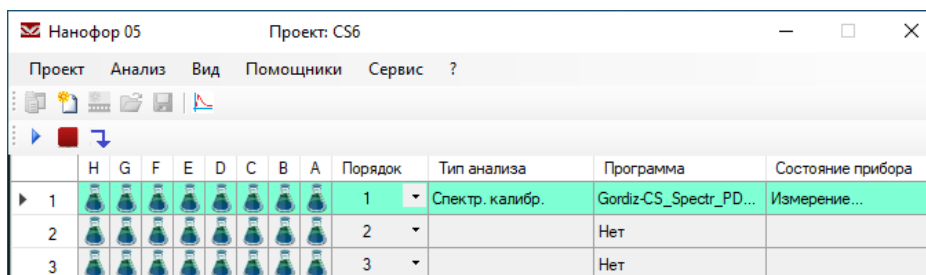 Нанофор 05 Проект: CS6
Проект Анализ Вид Помощники Сервис ?
H G F E D C B A Порядок Тип анализа Программа Состояние прибора
1 1 Спектр. калибр. Gordiz-CS_Spectr_PD... Измерение...
2 2 Нет
3 3 Нет